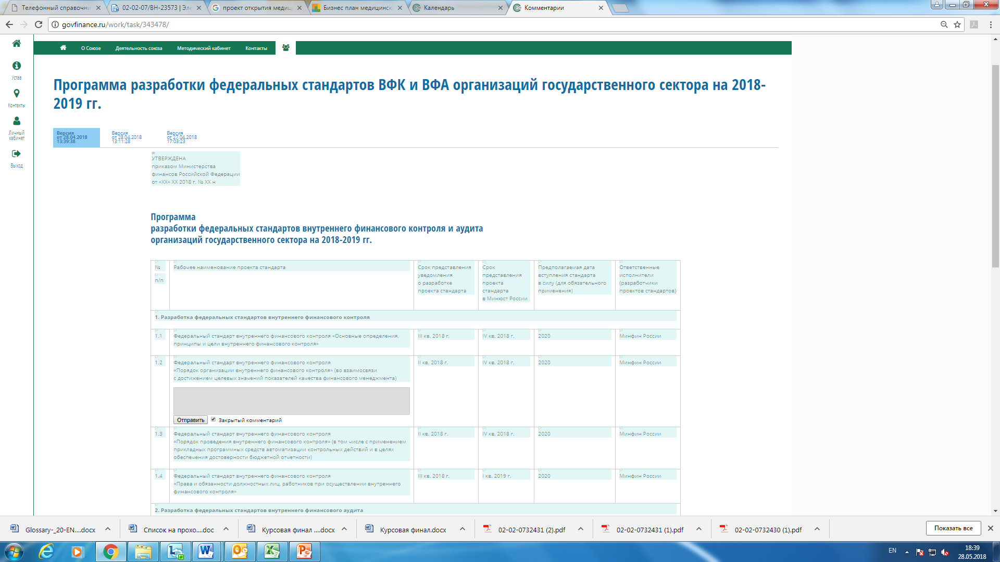 Телефонный справочни
02-02-07/ВН-23573 | Эле
проект открытия медиц
Бизнес план медицинск
Календарь
Комментарии
govfinance.ru/work/task/343478/
О Союзе
Деятельность союза
Методический кабинет
Контакты
Устав
Контакты
Личный
кабинет
Выход
Программа разработки федеральных стандартов ВФК и ВФА организаций государственного сектора на 2018-
2019 гг.
Версия
от 28.04.2018
13:39:38
Версия
от 28.04.2018
13:11:28
Версия
от 27.04.2018
17:03:23
УТВЕРЖДЕНА
приказом Министерства
финансов Российской Федерации
от «XX» XX 2018 г. № XX н
Программа
разработки федеральных стандартов внутреннего финансового контроля и аудита
организаций государственного сектора на 2018-2019 гг.
№
п/п
Рабочее наименование проекта стандарта
Срок представления
уведомления
о разработке
проекта стандарта
Срок
представления
проекта
стандарта
в Минюст России
Предполагаемая дата
вступления стандарта
в силу (для обязательного
применения)
Ответственные
исполнители
(разработчики
проектов стандартов)
1. Разработка федеральных стандартов внутреннего финансового контроля
1.1
Федеральный стандарт внутреннего финансового контроля «Основные определения,
принципы и цели внутреннего финансового контроля»
III кв. 2018 г.
IV кв. 2018 г.
2020
Минфин России
1.2
Федеральный стандарт внутреннего финансового контроля
«Порядок организации внутреннего финансового контроля» (во взаимосвязи
с достижением целевых значений показателей качества финансового менеджмента)
II кв. 2018 г.
IV кв. 2018 г.
2020
Минфин России
Отправить
Закрытый комментарий
1.3
Федеральный стандарт внутреннего финансового контроля
«Порядок проведения внутреннего финансового контроля» (в том числе с применением
прикладных программных средств автоматизации контрольных действий и в целях
обеспечения достоверности бюджетной отчетности)
II кв. 2018 г.
IV кв. 2018 г.
2020
Минфин России
1.4
Федеральный стандарт внутреннего финансового контроля
«Права и обязанности должностных лиц, работников при осуществлении внутреннего
финансового контроля»
III кв. 2018 г.
I кв. 2019 г.
2020
Минфин России
2. Разработка федеральных стандартов внутреннего финансового аудита
Glossary-_20-EN....docx
Список на прохо....doc
Курсовая финал ....docx
Курсовая финал.docx
02-02-0732431 (2).pdf
02-02-0732431 (1).pdf
02-02-0732430 (1).pdf
Показать все
EN
18:39
28.05.2018